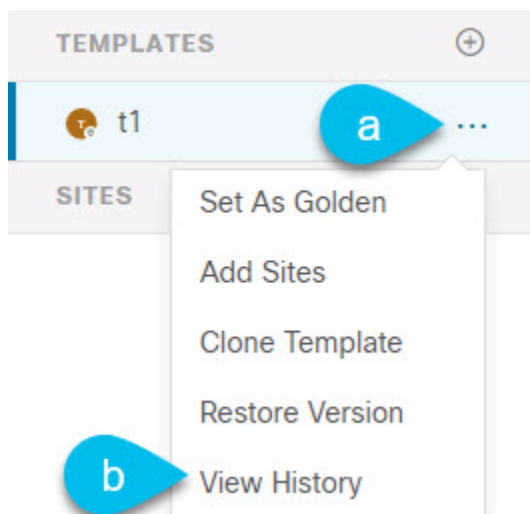 TEMPLATES
T t1 a ...
SITES
Set As Golden
Add Sites
Clone Template
Restore Version
b View History